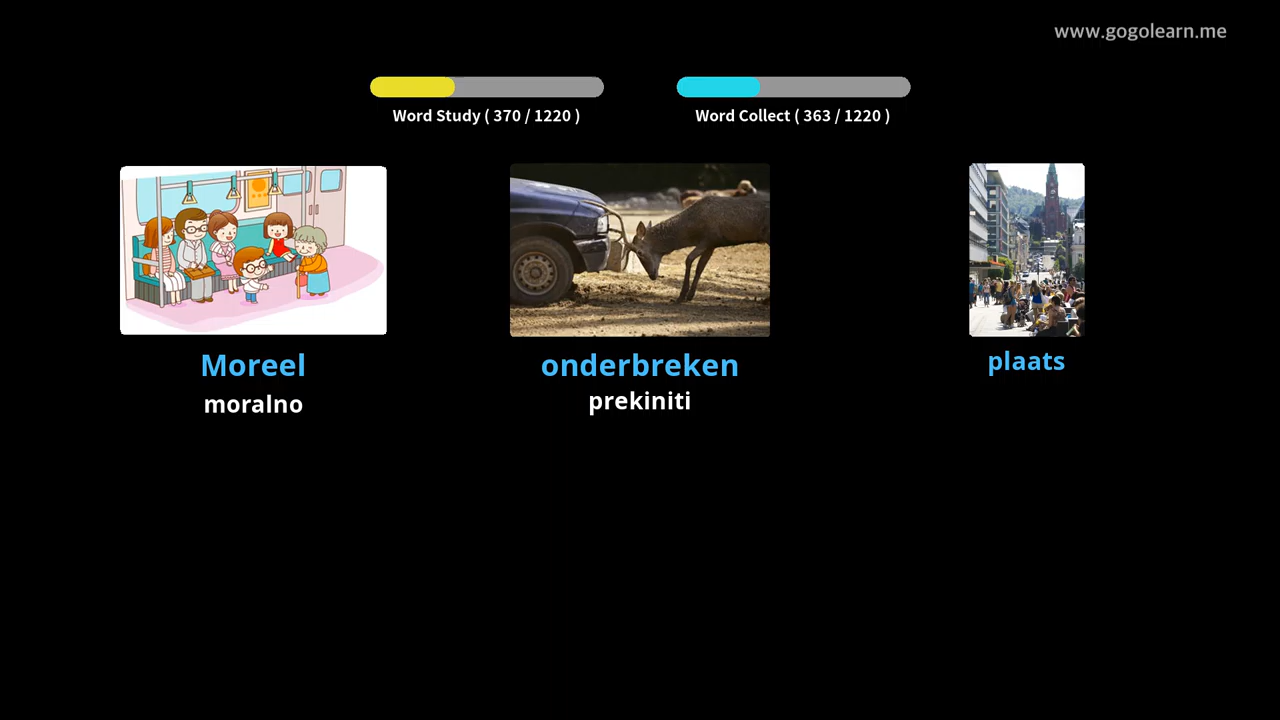 www.gogolearn.me
Word Study ( 370 / 1220 )
Word Collect ( 363 / 1220 )
Moreel
moralno
onderbreken
prekiniti
plaats